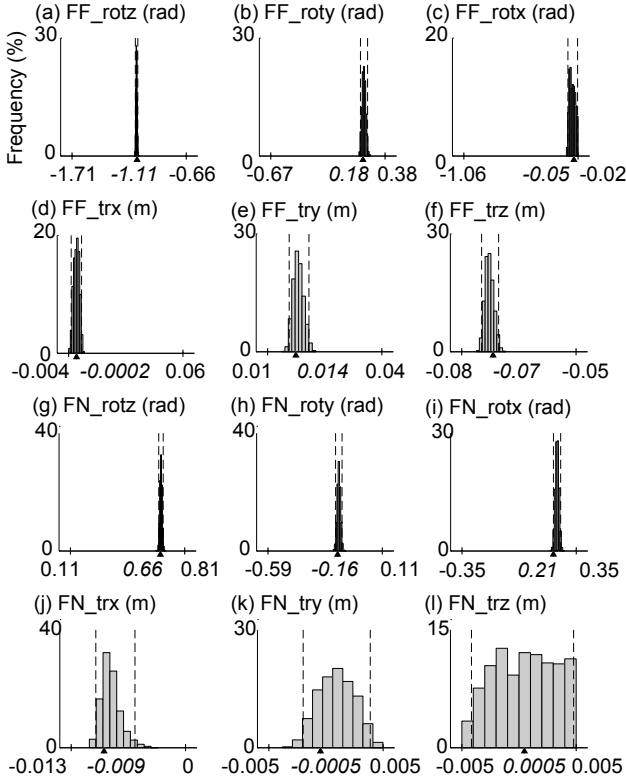 (a) FF_rotz (rad)
(b) FF_roty (rad)
(c) FF_rotx (rad)
Frequency (%)
30
0
-1.71 -1.11 -0.66
30
0
-0.67 0.18 0.38
20
0
-1.06 -0.05 -0.02
(d) FF_trx (m)
(e) FF_try (m)
(f) FF_trz (m)
20
0
-0.004 -0.0002 0.06
30
0
0.01 0.014 0.04
30
0
-0.08 -0.07 -0.05
(g) FN_rotz (rad)
(h) FN_roty (rad)
(i) FN_rotx (rad)
40
0
0.11 0.66 0.81
40
0
-0.59 -0.16 0.11
30
0
-0.35 0.21 0.35
(j) FN_trx (m)
(k) FN_try (m)
(l) FN_trz (m)
40
0
-0.013 -0.009 0
30
0
-0.005 -0.0005 0.005
15
0
-0.005 0.0005 0.005